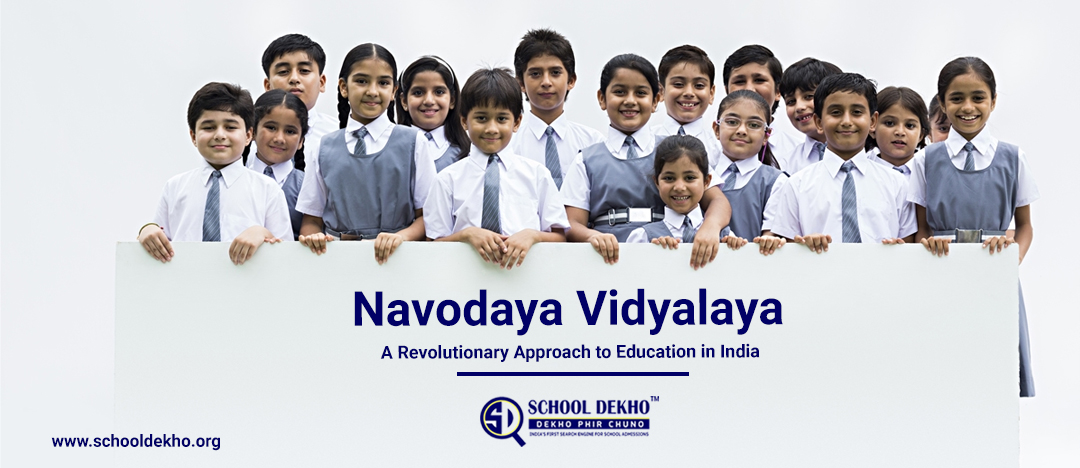 Navodaya Vidyalaya
A Revolutionary Approach to Education in India
SD
SCHOOL DEKHO™
DEKHO PHIR CHUNO
INDIA'S FIRST SEARCH ENGINE FOR SCHOOL ADMISSIONS
www.schooldekho.org